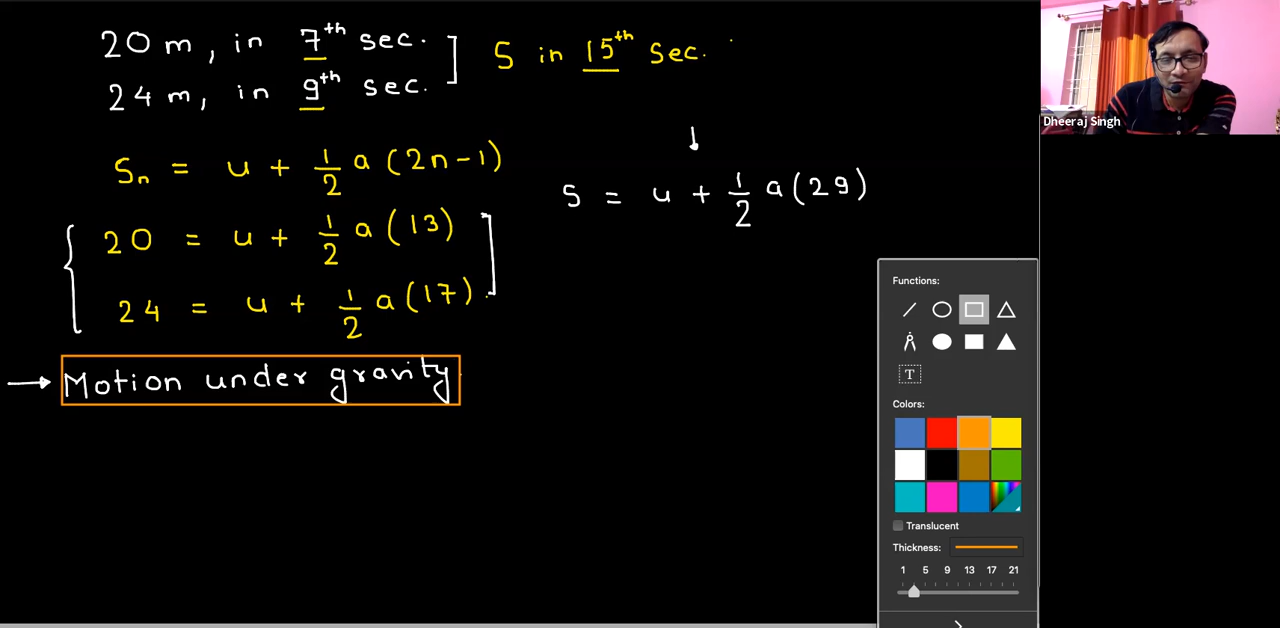 20 m, in 7th sec. ] S in 15th sec.
24 m, in 9th sec.
Sn = u + 1/2 a (2n-1)
S = u + 1/2 a (29)
20 = u + 1/2 a (13)
24 = u + 1/2 a (17)
→ Motion under gravity
Dheeraj Singh
Functions:
T
Colors:
Translucent
Thickness:
1 5 9 13 17 21